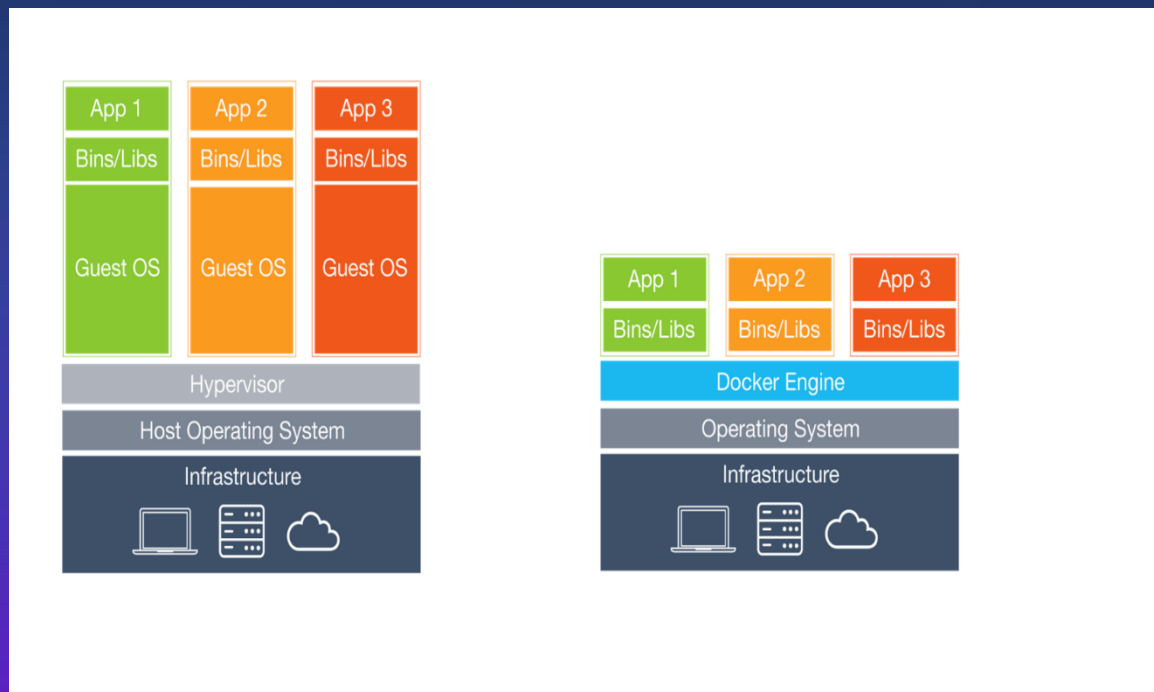 App 1
App 2
App 3
Bins/Libs
Bins/Libs
Bins/Libs
Guest OS
Guest OS
Guest OS
Hypervisor
Host Operating System
Infrastructure
App 1
App 2
App 3
Bins/Libs
Bins/Libs
Bins/Libs
Docker Engine
Operating System
Infrastructure